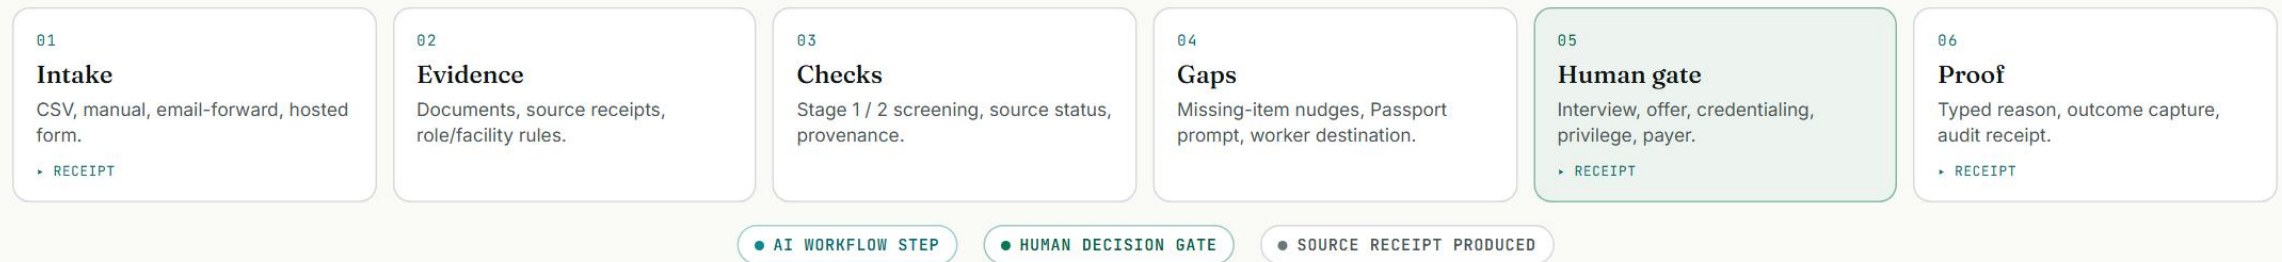 01
Intake
CSV, manual, email-forward, hosted
form.
▸ RECEIPT
02
Evidence
Documents, source receipts,
role/facility rules.
03
Checks
Stage 1 / 2 screening, source status,
provenance.
04
Gaps
Missing-item nudges, Passport
prompt, worker destination.
05
Human gate
Interview, offer, credentialing,
privilege, payer.
▸ RECEIPT
06
Proof
Typed reason, outcome capture,
audit receipt.
▸ RECEIPT
AI WORKFLOW STEP
HUMAN DECISION GATE
SOURCE RECEIPT PRODUCED